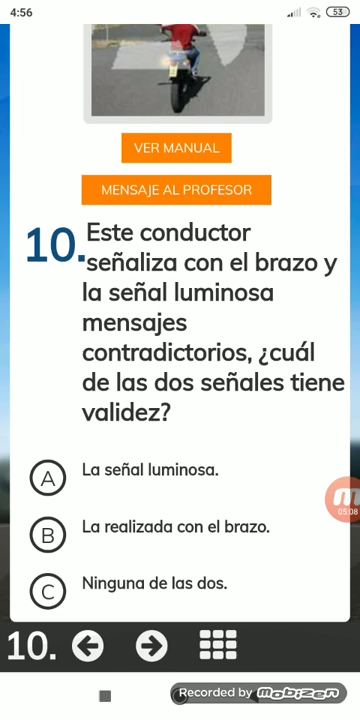 4:56
53
VER MANUAL
MENSAJE AL PROFESOR
10. Este conductor
señaliza con el brazo y
la señal luminosa
mensajes
contradictorios, ¿cuál
de las dos señales tiene
validez?
A La señal luminosa.
B La realizada con el brazo.
C Ninguna de las dos.
05:08
10.
Recorded by mobizen